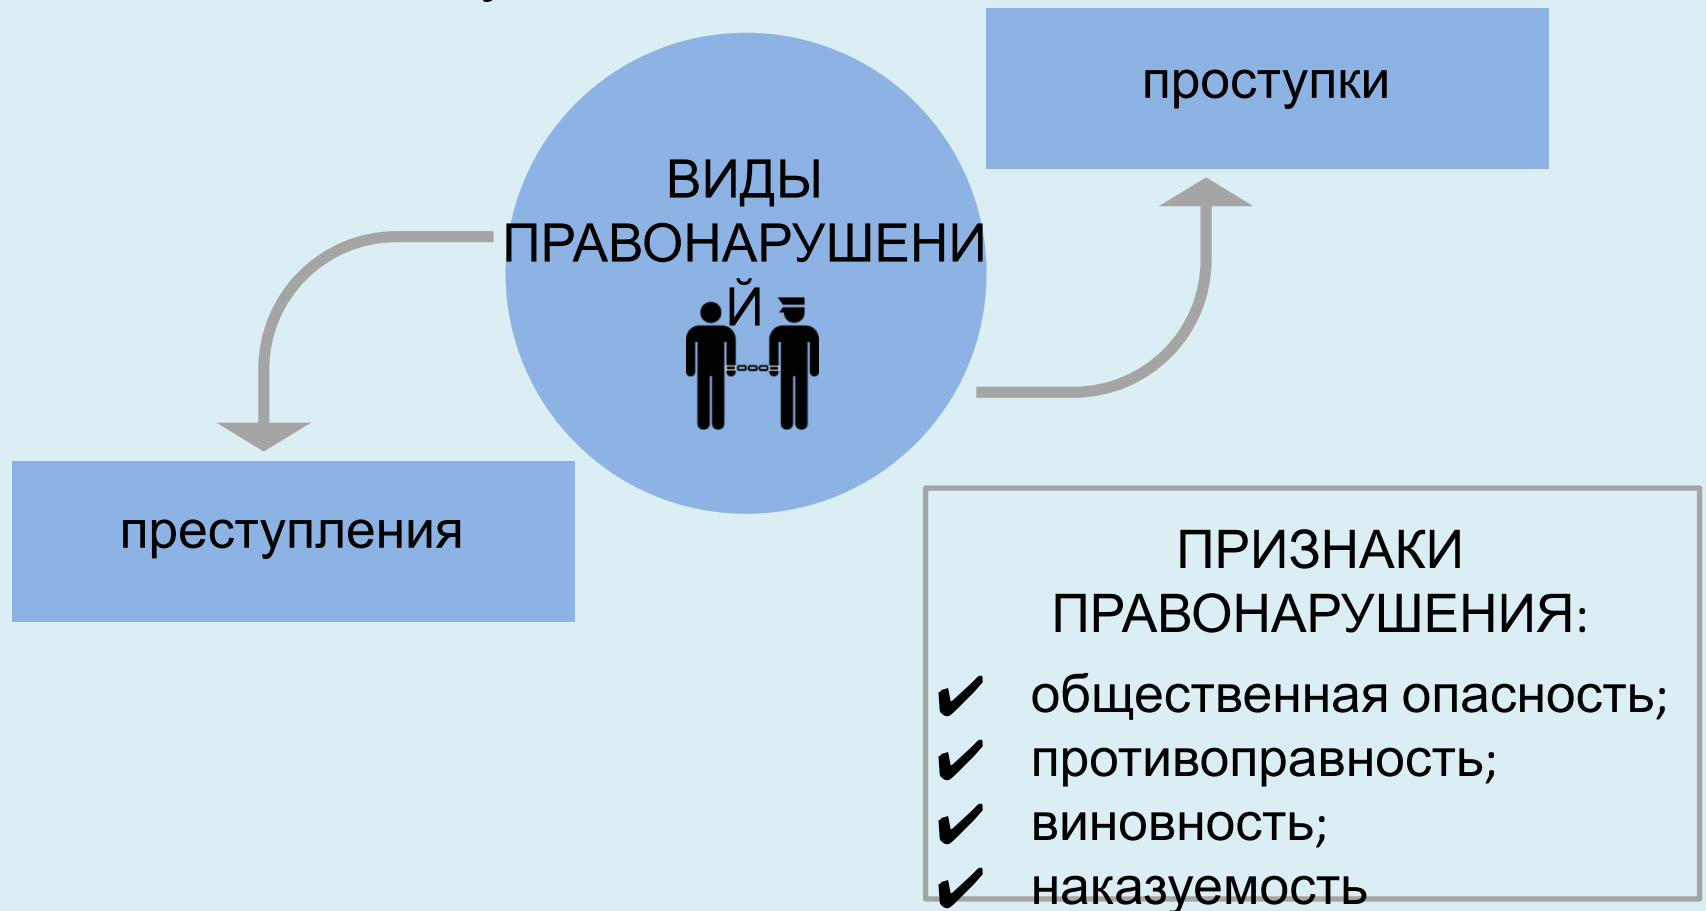 проступки
ВИДЫ
ПРАВОНАРУШЕНИ
Й
преступления
ПРИЗНАКИ
ПРАВОНАРУШЕНИЯ:
✔ общественная опасность;
✔ противоправность;
✔ виновность;
✔ наказуемость